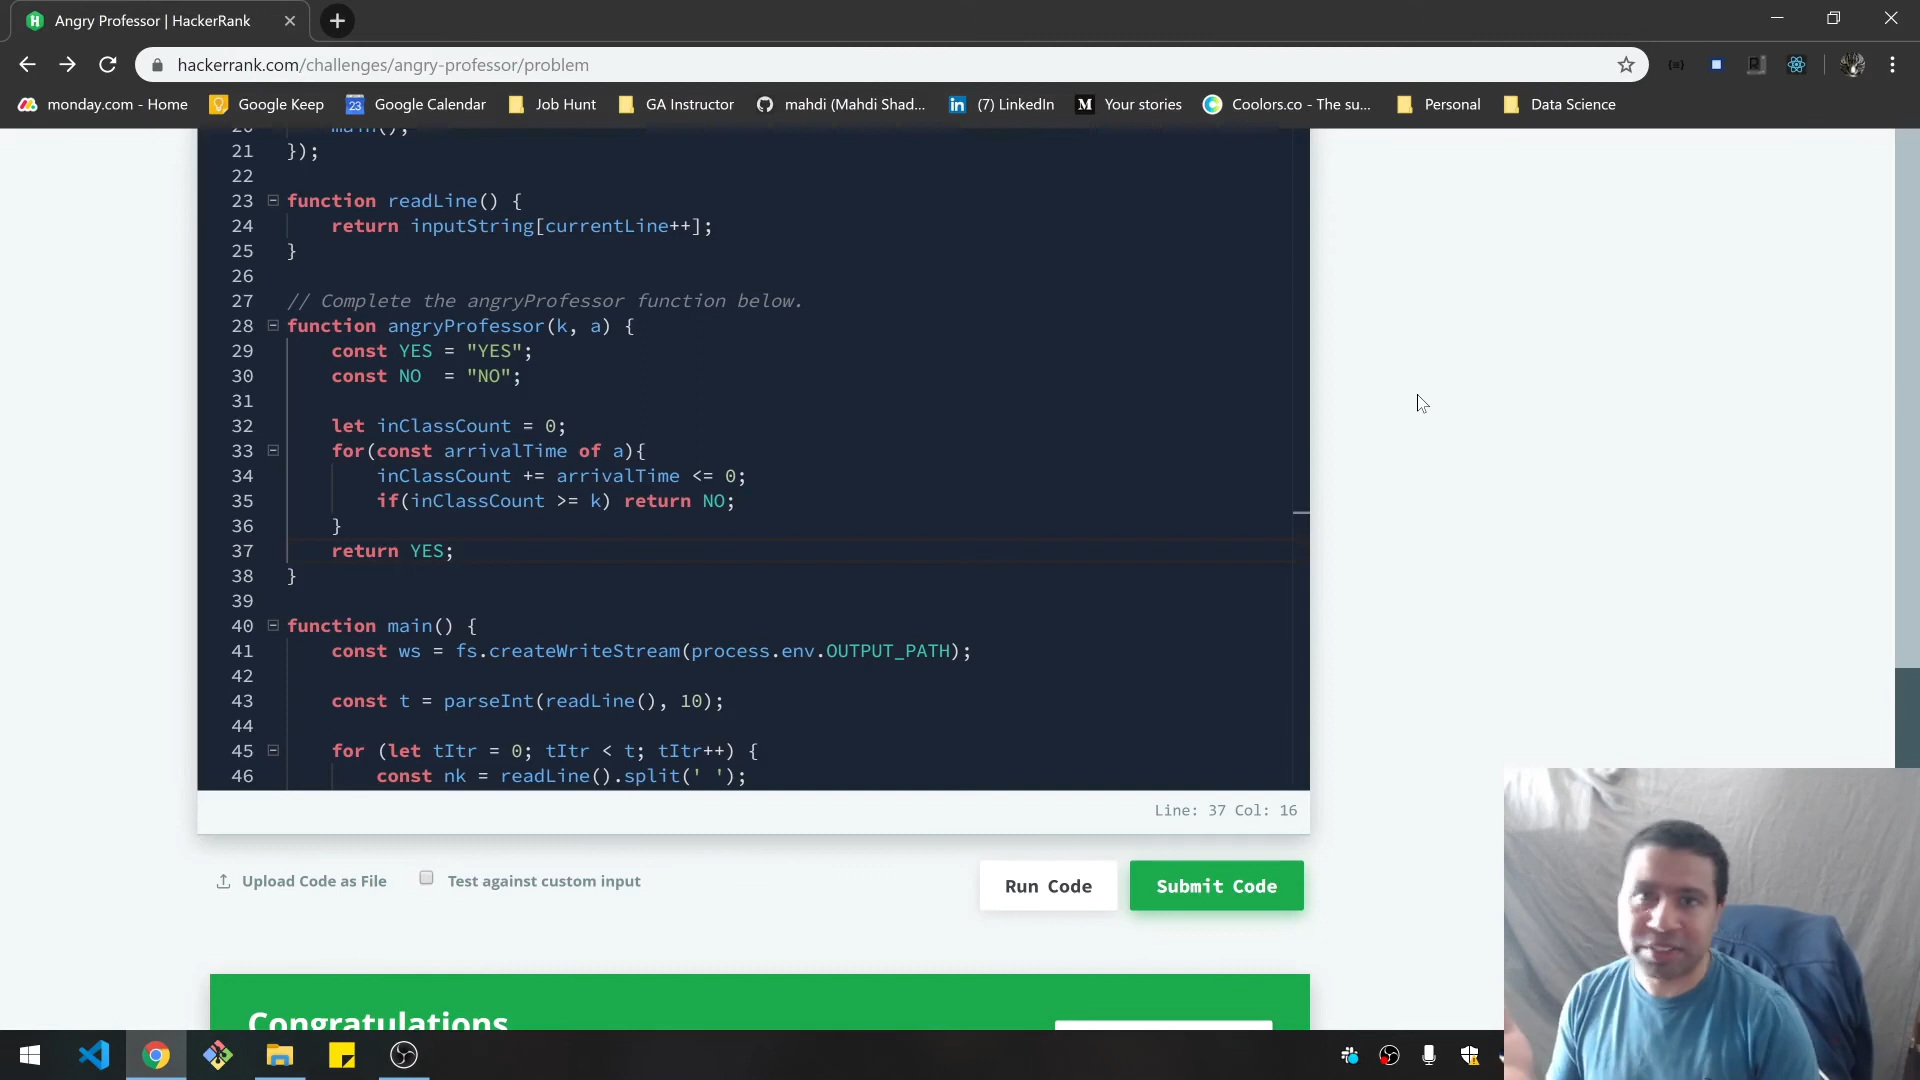 Angry Professor | HackerRank
hackerrank.com/challenges/angry-professor/problem
monday.com - Home
Google Keep
23
Google Calendar
Job Hunt
GA Instructor
mahdi (Mahdi Shad...
(7) LinkedIn
Your stories
Coolors.co - The su...
Personal
Data Science
20 main();
21 });
22
23 function readLine() {
24 return inputString[currentLine++];
25 }
26
27 // Complete the angryProfessor function below.
28 function angryProfessor(k, a) {
29 const YES = "YES";
30 const NO  = "NO";
31
32 let inClassCount = 0;
33 for(const arrivalTime of a){
34 inClassCount += arrivalTime <= 0;
35 if(inClassCount >= k) return NO;
36 }
37 return YES;
38 }
39
40 function main() {
41 const ws = fs.createWriteStream(process.env.OUTPUT_PATH);
42
43 const t = parseInt(readLine(), 10);
44
45 for (let tItr = 0; tItr < t; tItr++) {
46 const nk = readLine().split(' ');
Line: 37 Col: 16
Upload Code as File
Test against custom input
Run Code
Submit Code
Congratulations